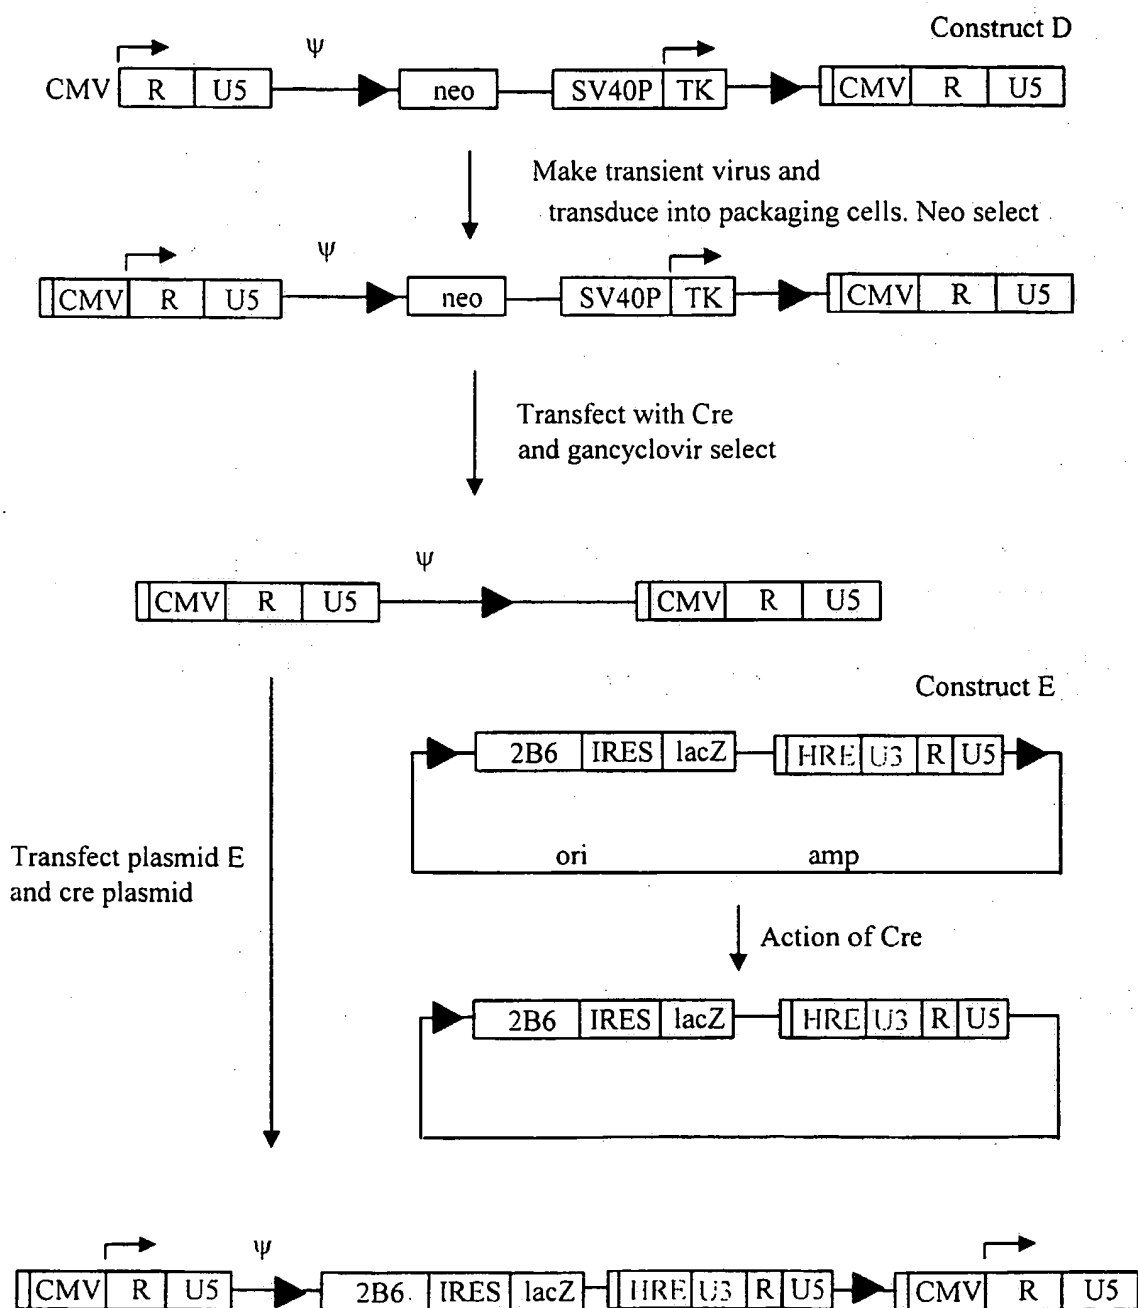 Construct D
ψ
CMV R U5 neo SV40P TK CMV R U5
Make transient virus and
transduce into packaging cells. Neo select
ψ
CMV R U5 neo SV40P TK CMV R U5
Transfect with Cre
and gancyclovir select
ψ
CMV R U5 CMV R U5
Construct E
2B6 IRES lacZ HRE U3 R U5
Transfect plasmid E
and cre plasmid
ori amp
Action of Cre
2B6 IRES lacZ HRE U3 R U5
ψ
CMV R U5 2B6. IRES lacZ HRE U3 R U5 CMV R U5